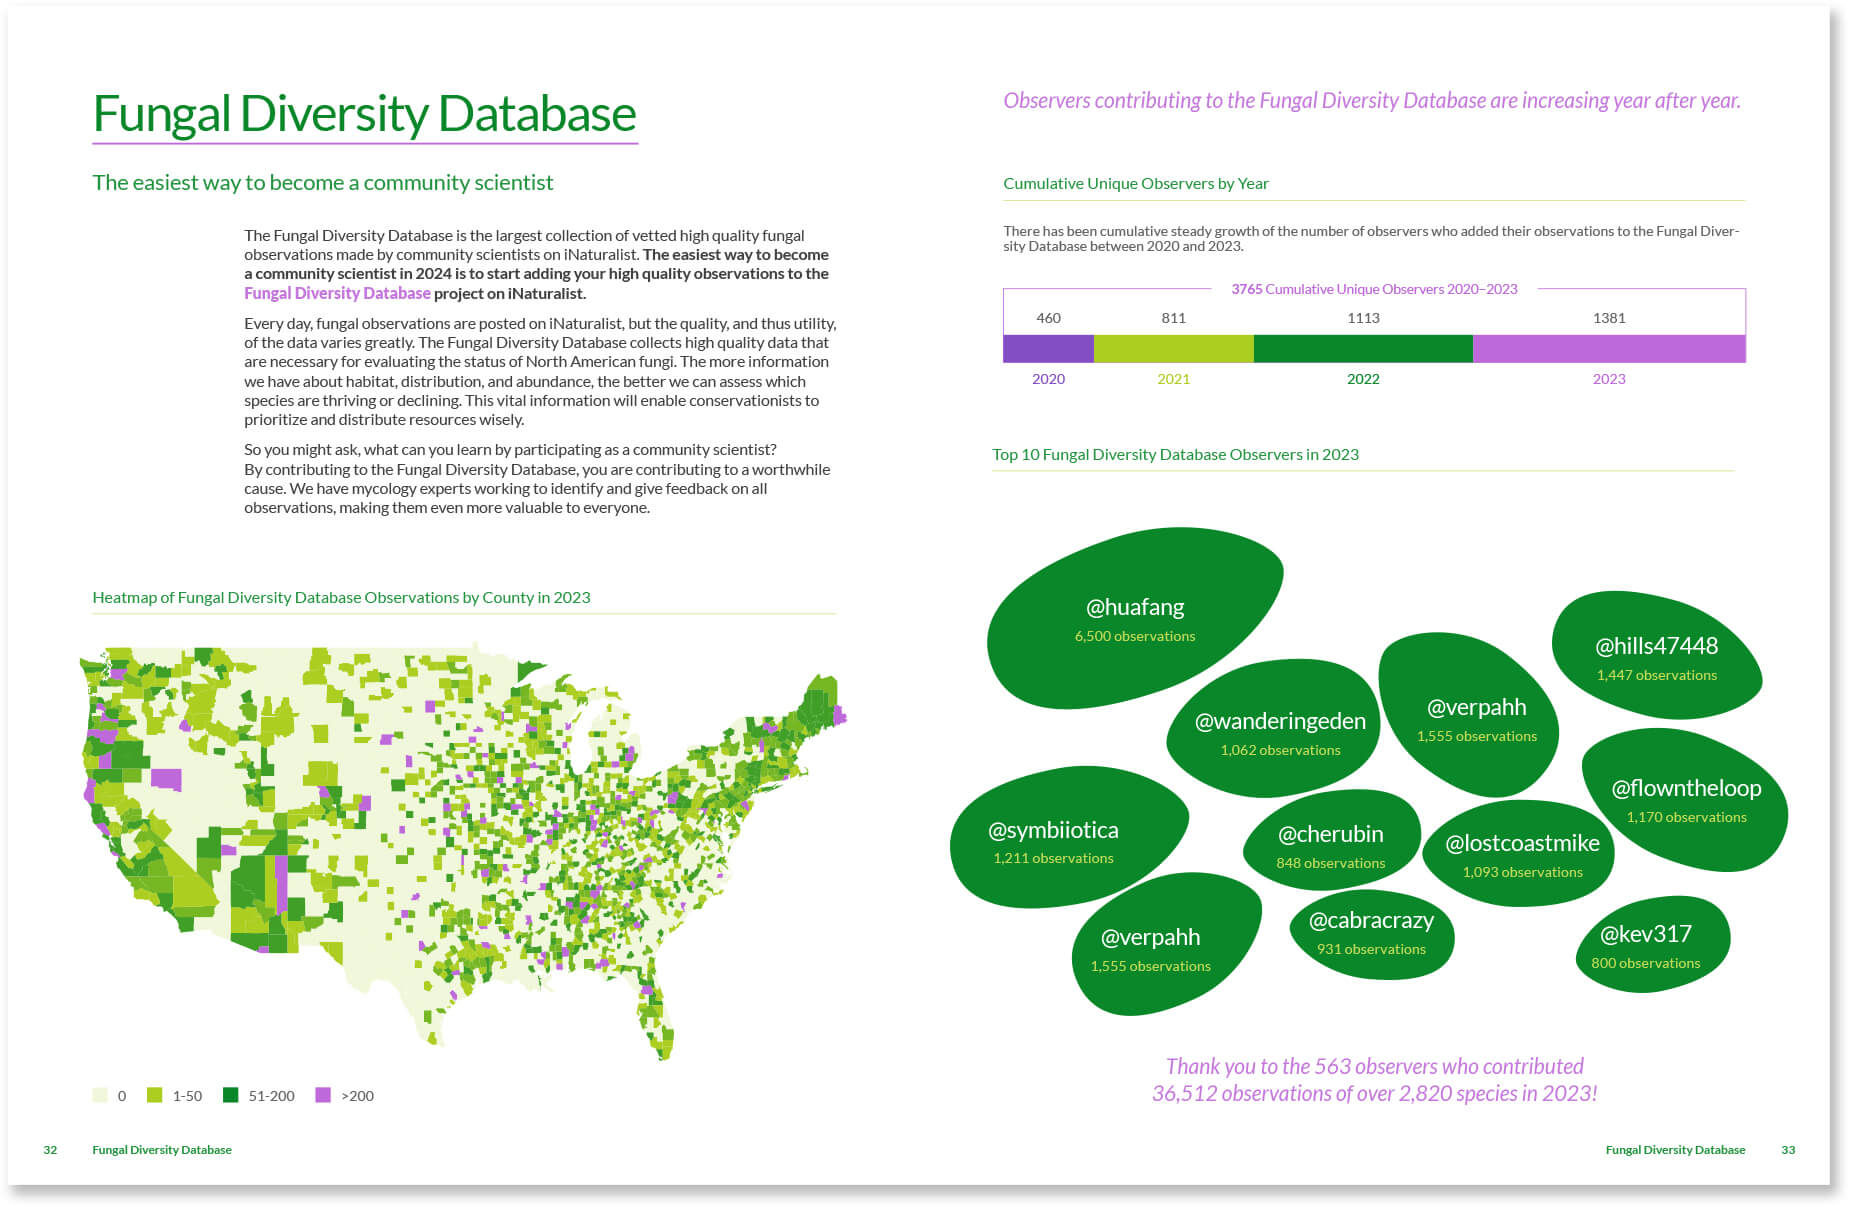 Fungal Diversity Database
The easiest way to become a community scientist
The Fungal Diversity Database is the largest collection of vetted high quality fungal
observations made by community scientists on iNaturalist. The easiest way to become
a community scientist in 2024 is to start adding your high quality observations to the
Fungal Diversity Database project on iNaturalist.
Every day, fungal observations are posted on iNaturalist, but the quality, and thus utility,
of the data varies greatly. The Fungal Diversity Database collects high quality data that
are necessary for evaluating the status of North American fungi. The more information
we have about habitat, distribution, and abundance, the better we can assess which
species are thriving or declining. This vital information will enable conservationists to
prioritize and distribute resources wisely.
So you might ask, what can you learn by participating as a community scientist?
By contributing to the Fungal Diversity Database, you are contributing to a worthwhile
cause. We have mycology experts working to identify and give feedback on all
observations, making them even more valuable to everyone.
Heatmap of Fungal Diversity Database Observations by County in 2023
0
1-50
51-200
>200
32
Fungal Diversity Database
Observers contributing to the Fungal Diversity Database are increasing year after year.
Cumulative Unique Observers by Year
There has been cumulative steady growth of the number of observers who added their observations to the Fungal Diver-
sity Database between 2020 and 2023.
3765 Cumulative Unique Observers 2020–2023
460
811
1113
1381
2020
2021
2022
2023
Top 10 Fungal Diversity Database Observers in 2023
@huafang
6,500 observations
@hills47448
1,447 observations
@wanderingeden
1,062 observations
@verpahh
1,555 observations
@flowntheloop
1,170 observations
@symbiiotica
1,211 observations
@cherubin
848 observations
@lostcoastmike
1,093 observations
@verpahh
1,555 observations
@cabracrazy
931 observations
@kev317
800 observations
Thank you to the 563 observers who contributed
36,512 observations of over 2,820 species in 2023!
Fungal Diversity Database
33